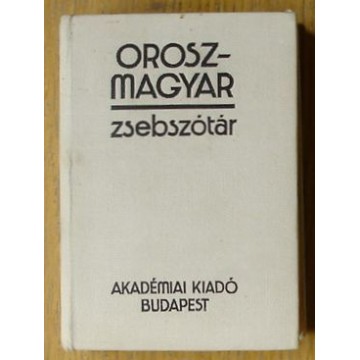 OROSZ-
MAGYAR
zsebszótár
AKADÉMIAI KIADÓ
BUDAPEST